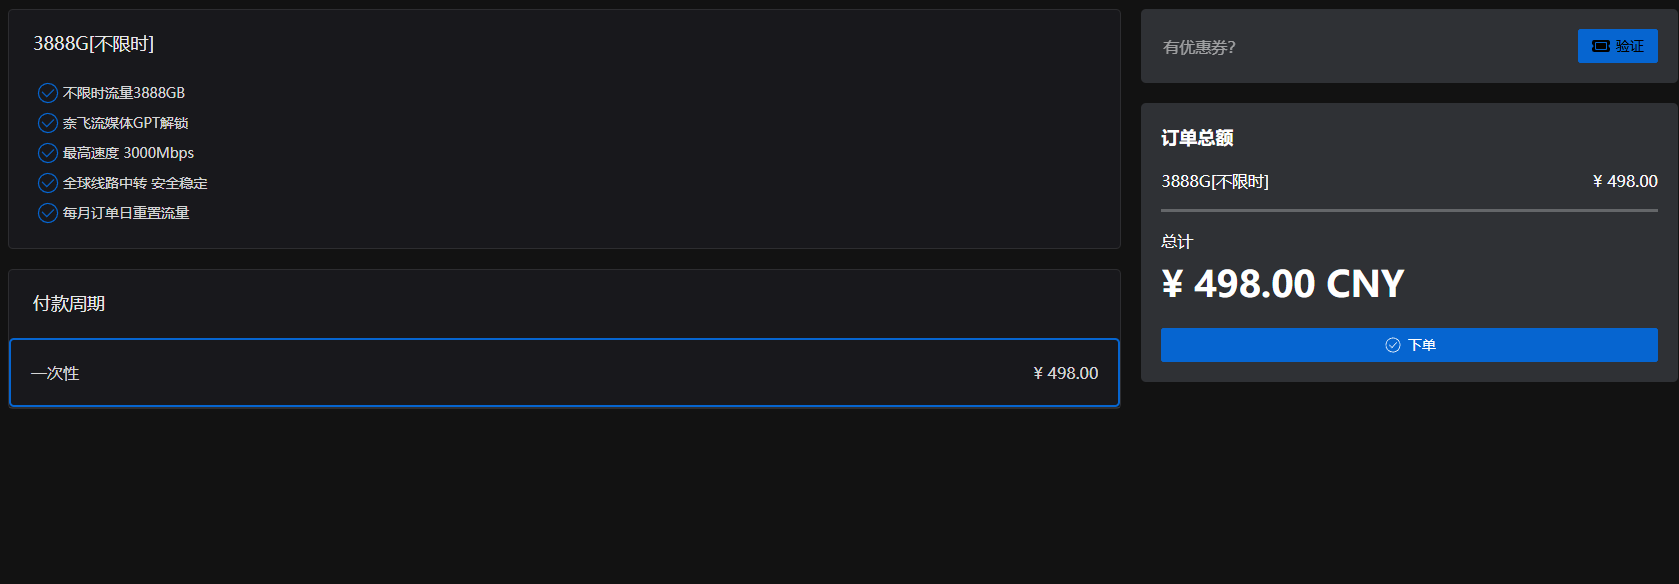 3888G[不限时]
不限时流量3888GB
奈飞流媒体GPT解锁
最高速度 3000Mbps
全球线路中转 安全稳定
每月订单日重置流量
付款周期
一次性 ¥ 498.00
有优惠券?
验证
订单总额
3888G[不限时] ¥ 498.00
总计
¥ 498.00 CNY
下单